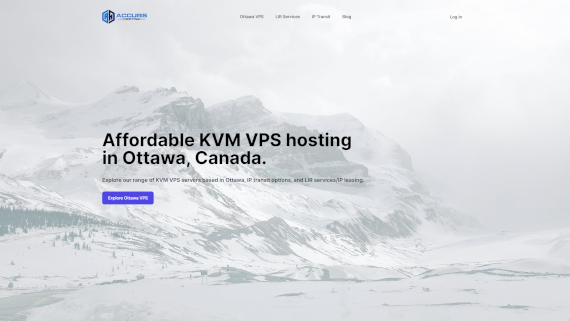 ACCURIS
Ottawa VPS LIR Services IP Transit Blog Log in
Affordable KVM VPS hosting
in Ottawa, Canada.
Explore our range of KVM VPS servers based in Ottawa, IP transit options, and LIR services/IP leasing.
Explore Ottawa VPS